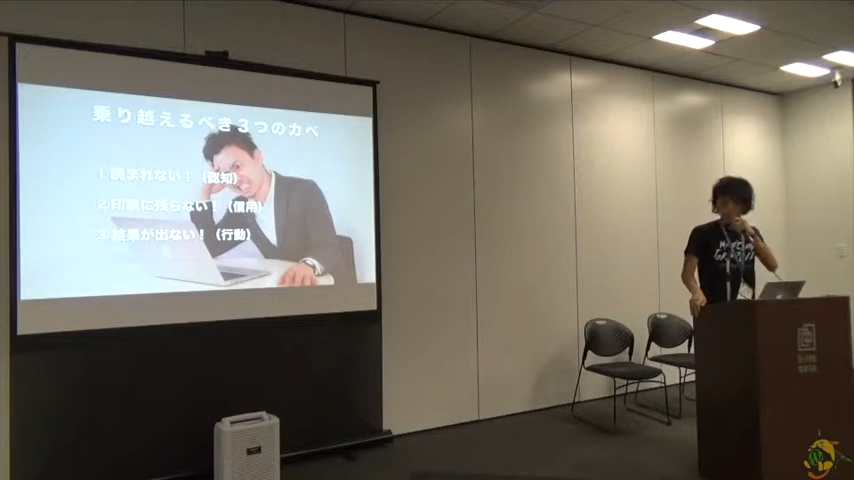 乗り越えるべき３つのカベ
1.読まれない！（認知）
2.印象に残らない！（信用）
3.結果が出ない！（行動）